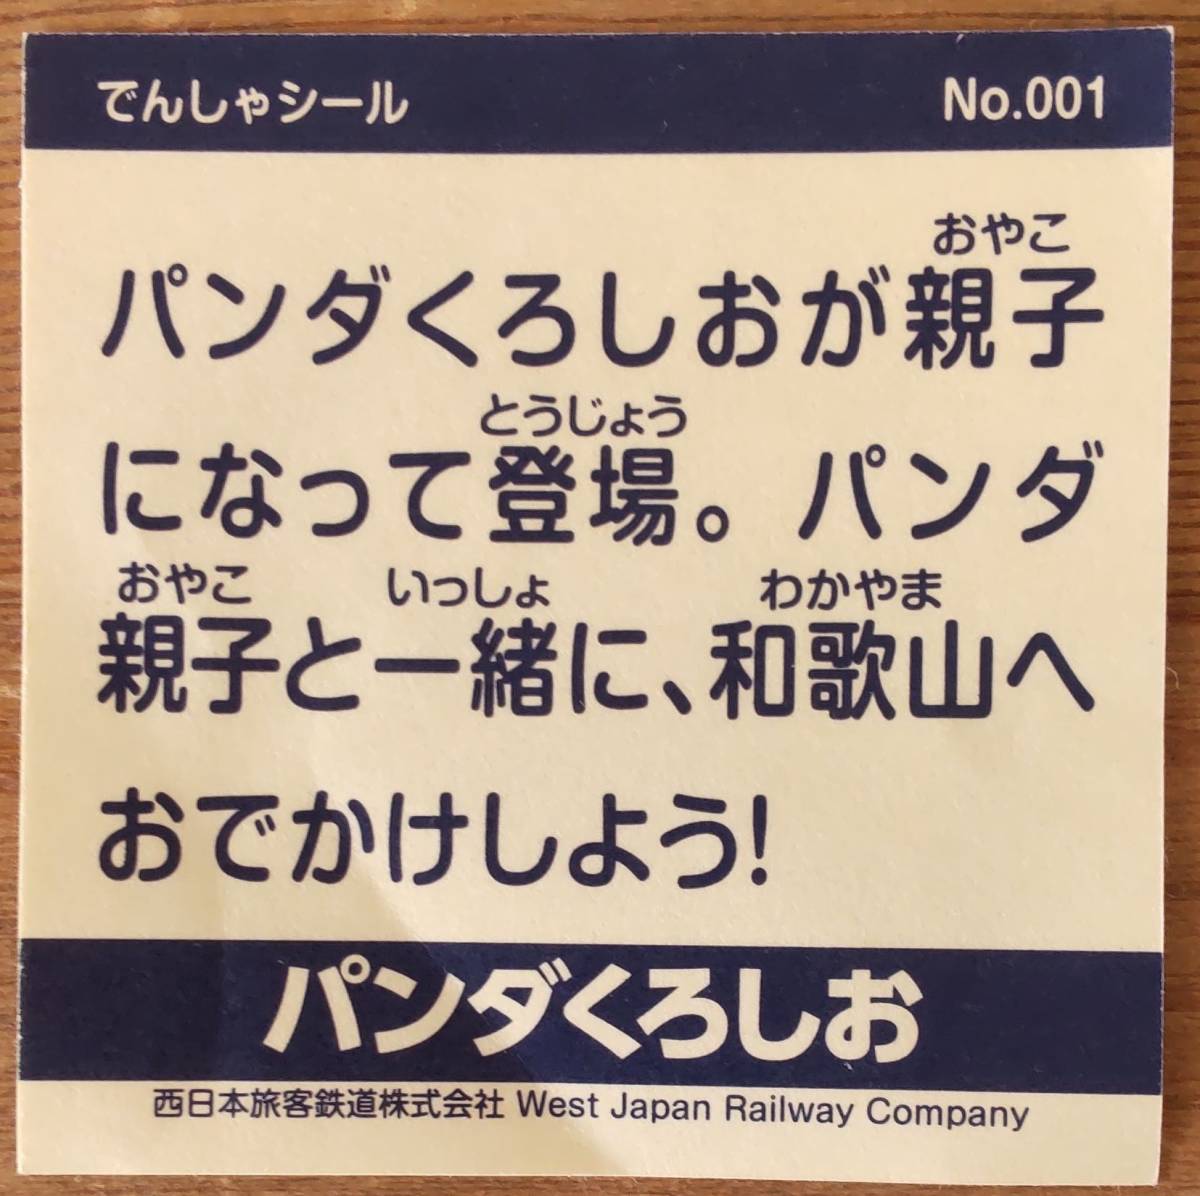 でんしゃシール No.001
おやこ
パンダくろしおが親子
とうじょう
になって登場。パンダ
おやこ いっしょ わかやま
親子と一緒に、和歌山へ
おでかけしよう!
パンダくろしお
西日本旅客鉄道株式会社 West Japan Railway Company